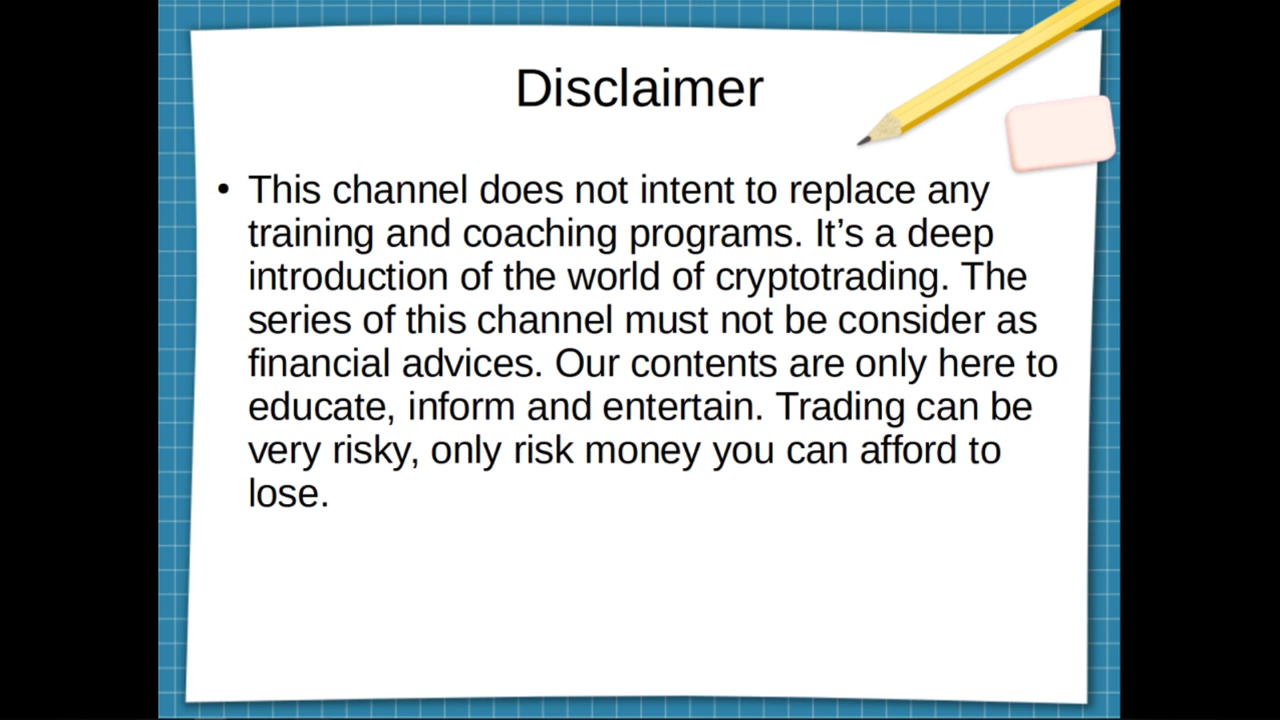 Disclaimer
• This channel does not intent to replace any
training and coaching programs. It’s a deep
introduction of the world of cryptotrading. The
series of this channel must not be consider as
financial advices. Our contents are only here to
educate, inform and entertain. Trading can be
very risky, only risk money you can afford to
lose.